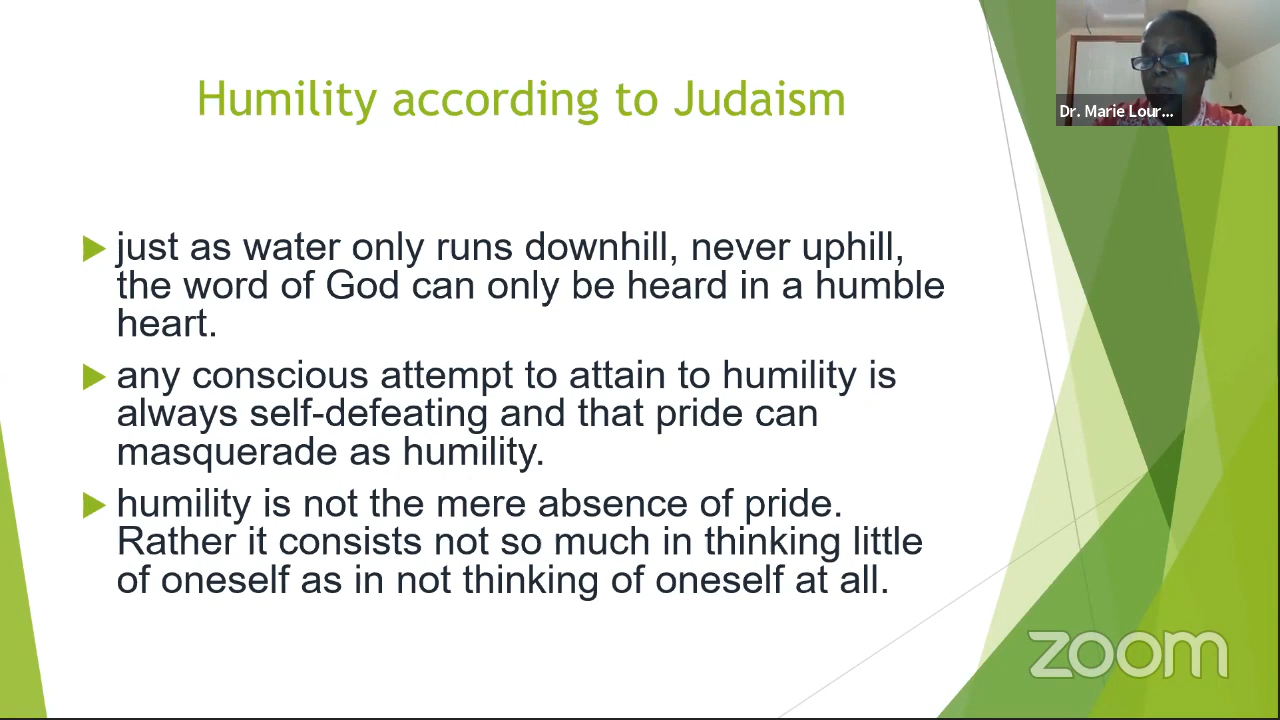 Humility according to Judaism
Dr. Marie Lour...
just as water only runs downhill, never uphill,
the word of God can only be heard in a humble
heart.
any conscious attempt to attain to humility is
always self-defeating and that pride can
masquerade as humility.
humility is not the mere absence of pride.
Rather it consists not so much in thinking little
of oneself as in not thinking of oneself at all.
zoom